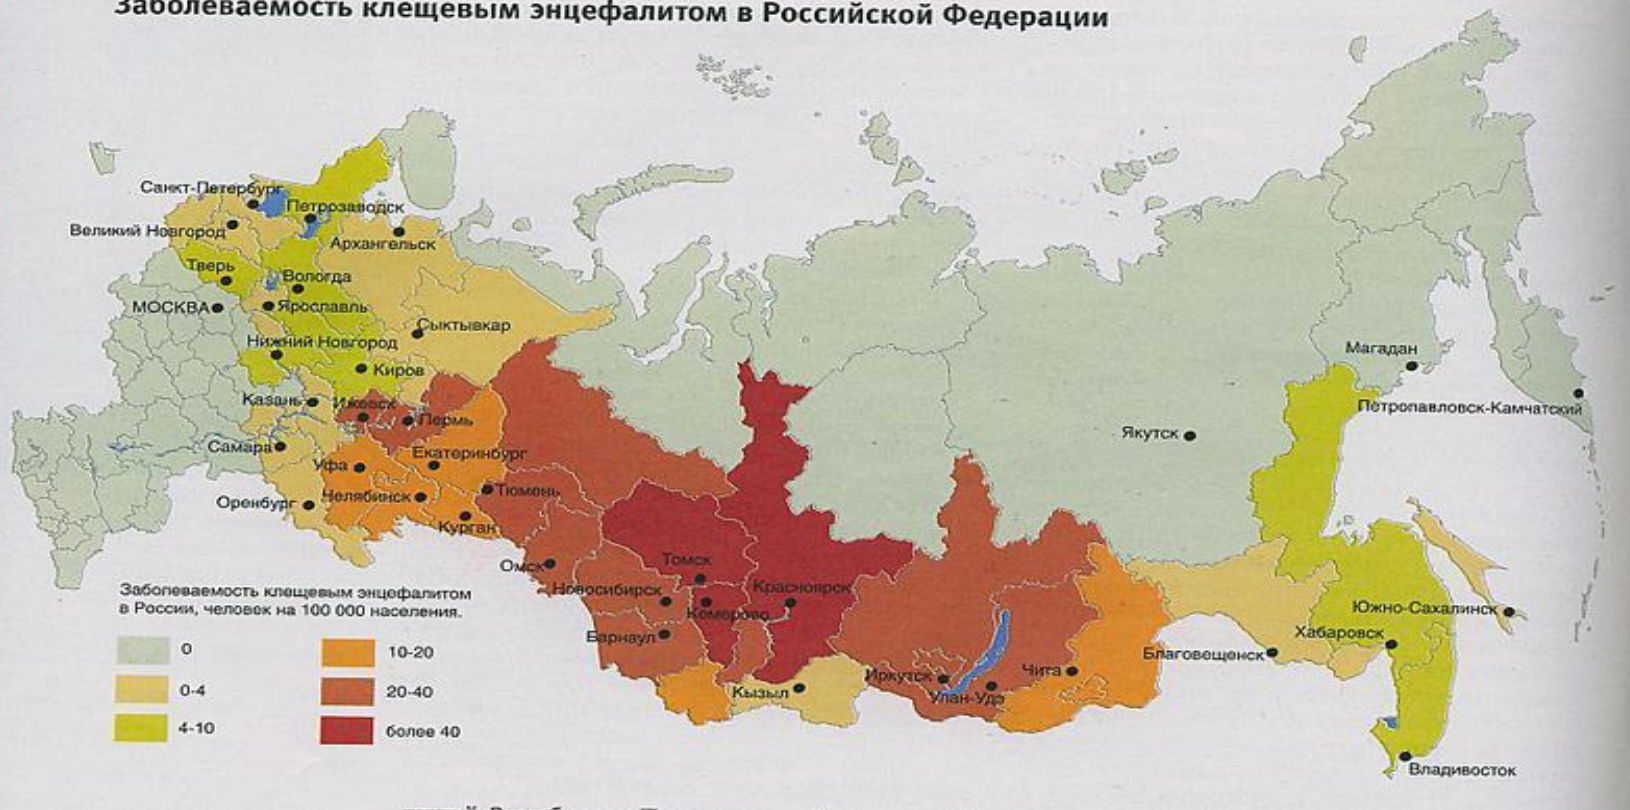 Заболеваемость клещевым энцефалитом в Российской Федерации
Санкт-Петербург
Петрозаводск
Великий Новгород
Архангельск
Тверь
Вологда
МОСКВА
Ярославль
Сыктывкар
Нижний Новгород
Киров
Казань
Ижевск
Пермь
Самара
Уфа
Екатеринбург
Оренбург
Челябинск
Тюмень
Курган
Омск
Новосибирск
Томск
Красноярск
Кемерово
Барнаул
Кызыл
Иркутск
Улан-Удэ
Чита
Якутск
Магадан
Петропавловск-Камчатский
Южно-Сахалинск
Хабаровск
Благовещенск
Владивосток
Заболеваемость клещевым энцефалитом
в России, человек на 100 000 населения.
0
0-4
4-10
10-20
20-40
более 40